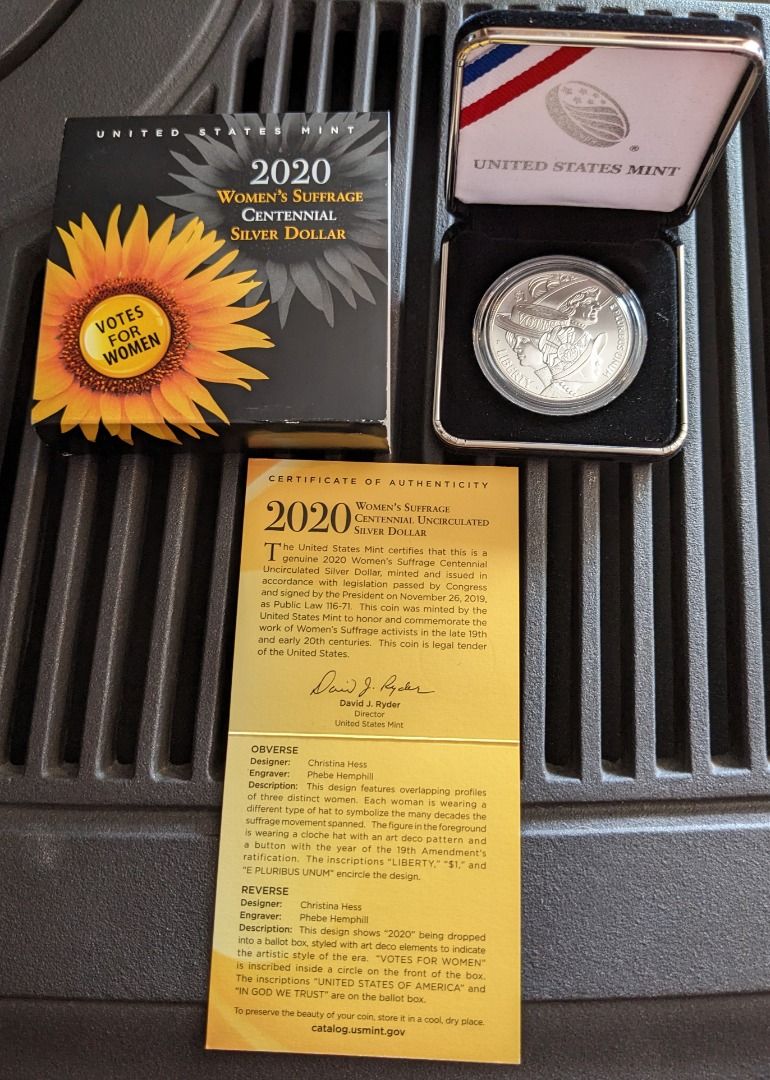 UNITED STATES MINT
2020
WOMEN'S SUFFRAGE
CENTENNIAL
SILVER DOLLAR
VOTES
FOR
WOMEN
®
UNITED STATES MINT
$1
VOTE
LIBERTY
E PLURIBUS UNUM
CERTIFICATE OF AUTHENTICITY
2020 WOMEN'S SUFFRAGE
CENTENNIAL UNCIRCULATED
SILVER DOLLAR
The United States Mint certifies that this is a
genuine 2020 Women's Suffrage Centennial
Uncirculated Silver Dollar, minted and issued in
accordance with legislation passed by Congress
and signed by the President on November 26, 2019,
as Public Law 116-71. This coin was minted by the
United States Mint to honor and commemorate the
work of Women's Suffrage activists in the late 19th
and early 20th centuries. This coin is legal tender
of the United States.
David J. Ryder
David J. Ryder
Director
United States Mint
OBVERSE
Designer: Christina Hess
Engraver: Phebe Hemphill
Description: This design features overlapping profiles
of three distinct women. Each woman is wearing a
different type of hat to symbolize the many decades the
suffrage movement spanned. The figure in the foreground
is wearing a cloche hat with an art deco pattern and
a button with the year of the 19th Amendment's
ratification. The inscriptions "LIBERTY," "$1," and
"E PLURIBUS UNUM" encircle the design.
REVERSE
Designer: Christina Hess
Engraver: Phebe Hemphill
Description: This design shows "2020" being dropped
into a ballot box, styled with art deco elements to indicate
the artistic style of the era. "VOTES FOR WOMEN"
is inscribed inside a circle on the front of the box.
The inscriptions "UNITED STATES OF AMERICA" and
"IN GOD WE TRUST" are on the ballot box.
To preserve the beauty of your coin, store it in a cool, dry place.
catalog.usmint.gov